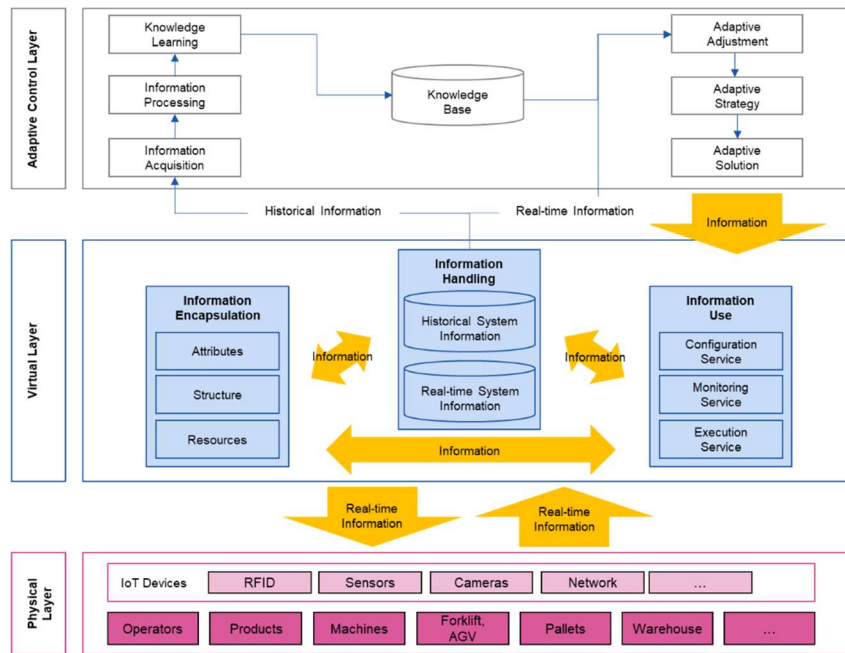 Adaptive Control Layer
Knowledge
Learning
Information
Processing
Information
Acquisition
Knowledge
Base
Adaptive
Adjustment
Adaptive
Strategy
Adaptive
Solution
Historical Information
Real-time Information
Information
Virtual Layer
Information
Encapsulation
Attributes
Structure
Resources
Information
Information
Handling
Historical System
Information
Real-time System
Information
Information
Information
Use
Configuration
Service
Monitoring
Service
Execution
Service
Information
Real-time
Information
Real-time
Information
Physical
Layer
IoT Devices
RFID
Sensors
Cameras
Network
...
Operators
Products
Machines
Forklift,
AGV
Pallets
Warehouse
...